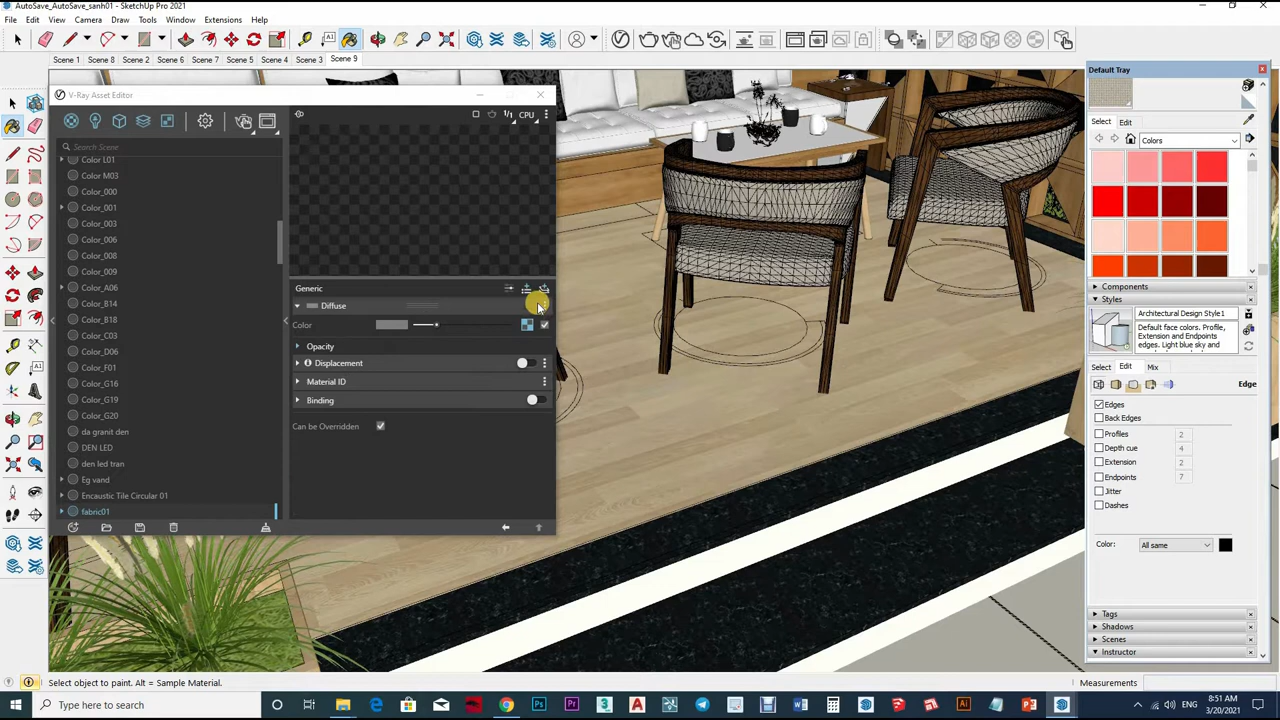 AutoSave_AutoSave_sanh01* - SketchUp Pro 2021
File Edit View Camera Draw Tools Window Extensions Help
Scene 1 Scene 8 Scene 2 Scene 6 Scene 7 Scene 5 Scene 4 Scene 3 Scene 9
V-Ray Asset Editor
CPU
Search Scene
Color L01
Color M03
Color_000
Color_001
Color_003
Color_006
Color_008
Color_009
Color_A06
Color_B14
Color_B18
Color_C03
Color_D06
Color_F01
Color_G16
Color_G19
Color_G20
da granit den
DEN LED
den led tran
Eg vand
Encaustic Tile Circular 01
fabric01
Generic
Diffuse
Color
Opacity
Displacement
Material ID
Binding
Can be Overridden
Default Tray
Select Edit
Colors
Components
Styles
Architectural Design Style1
Default face colors. Profile,
Extension and Endpoints
edges. Light blue sky and
Select Edit Mix
Edge
Edges
Back Edges
Profiles 2
Depth cue 4
Extension 2
Endpoints 7
Jitter
Dashes
Color: All same
Tags
Shadows
Scenes
Instructor
Select object to paint. Alt = Sample Material.
Measurements
Type here to search
8:51 AM
3/20/2021